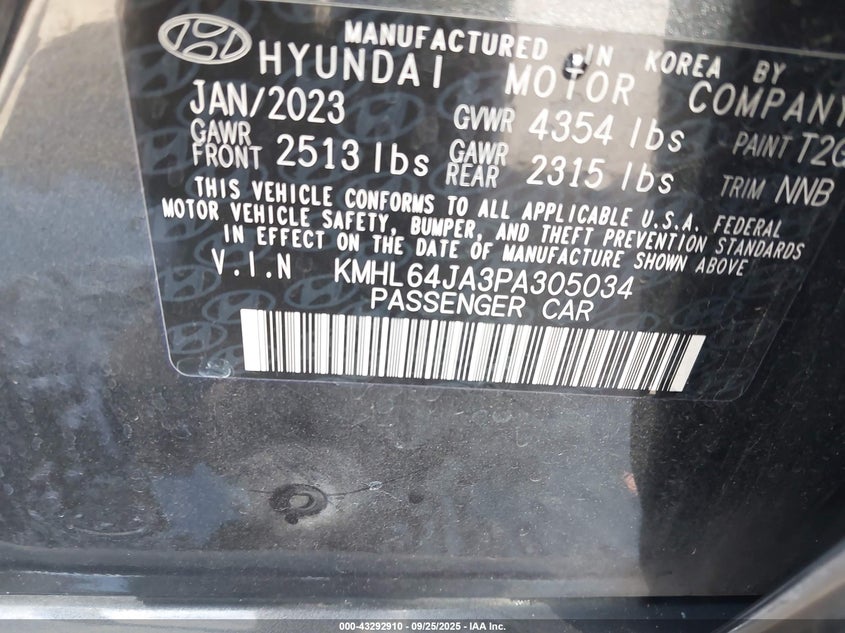 MANUFACTURED IN KOREA BY
HYUNDAI MOTOR COMPANY
JAN/2023 GVWR 4354 lbs PAINT T2G
GAWR FRONT 2513 lbs GAWR REAR 2315 lbs TRIM NNB
THIS VEHICLE CONFORMS TO ALL APPLICABLE U.S.A. FEDERAL
MOTOR VEHICLE SAFETY, BUMPER, AND THEFT PREVENTION STANDARDS
IN EFFECT ON THE DATE OF MANUFACTURE SHOWN ABOVE
V.I.N KMHL64JA3PA305034
PASSENGER CAR
000-43292910 - 09/25/2025 - IAA Inc.